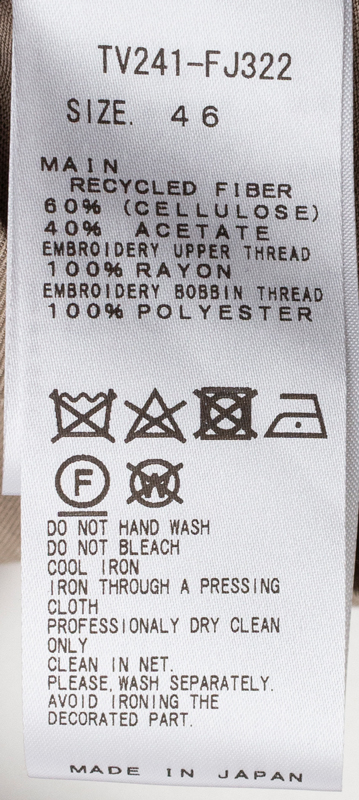 TV241-FJ322
SIZE. 46
MAIN
RECYCLED FIBER
60% (CELLULOSE)
40% ACETATE
EMBROIDERY UPPER THREAD
100% RAYON
EMBROIDERY BOBBIN THREAD
100% POLYESTER
F W
DO NOT HAND WASH
DO NOT BLEACH
COOL IRON
IRON THROUGH A PRESSING
CLOTH
PROFESSIONALY DRY CLEAN
ONLY
CLEAN IN NET.
PLEASE,WASH SEPARATELY.
AVOID IRONING THE
DECORATED PART.
MADE IN JAPAN